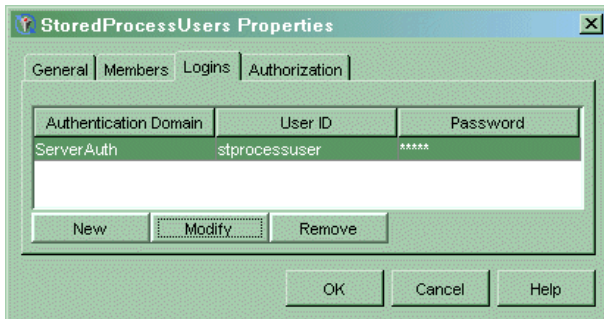 StoredProcessUsers Properties
General Members Logins Authorization
Authentication Domain User ID Password
ServerAuth stprocessuser *****
New Modify Remove
OK Cancel Help